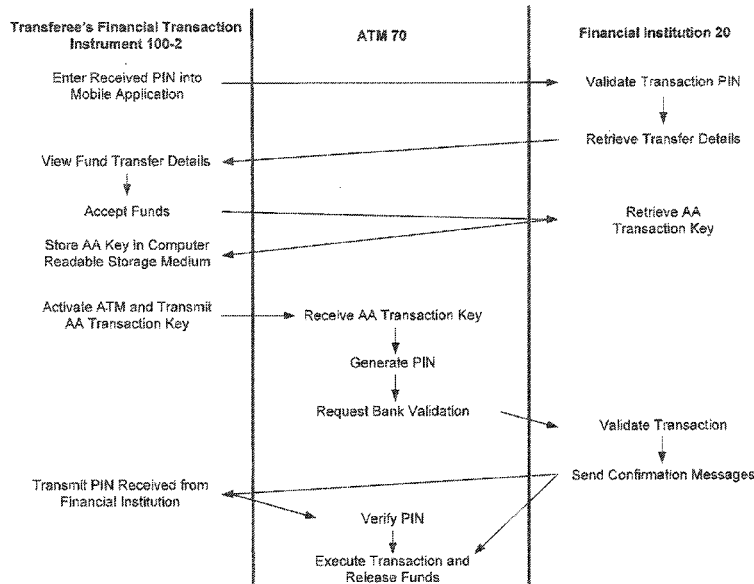 Transferee's Financial Transaction
Instrument 100-2
ATM 70
Financial Institution 20
Enter Received PIN into
Mobile Application
Validate Transaction PIN
Retrieve Transfer Details
View Fund Transfer Details
Accept Funds
Retrieve AA
Transaction Key
Store AA Key in Computer
Readable Storage Medium
Activate ATM and Transmit
AA Transaction Key
Receive AA Transaction Key
Generate PIN
Request Bank Validation
Validate Transaction
Send Confirmation Messages
Transmit PIN Received from
Financial Institution
Verify PIN
Execute Transaction and
Release Funds